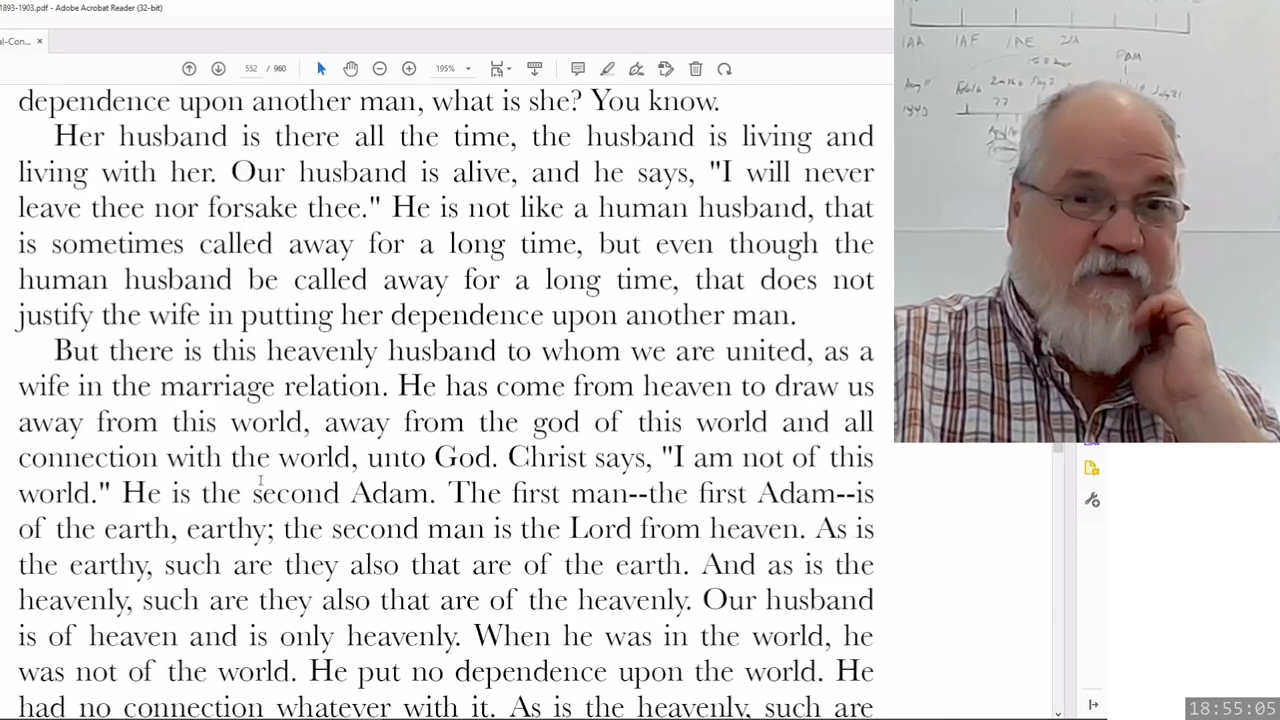 1893-1903.pdf - Adobe Acrobat Reader (32-bit)
al-Con...
552 / 960
195%
dependence upon another man, what is she? You know.
Her husband is there all the time, the husband is living and
living with her. Our husband is alive, and he says, "I will never
leave thee nor forsake thee." He is not like a human husband, that
is sometimes called away for a long time, but even though the
human husband be called away for a long time, that does not
justify the wife in putting her dependence upon another man.
But there is this heavenly husband to whom we are united, as a
wife in the marriage relation. He has come from heaven to draw us
away from this world, away from the god of this world and all
connection with the world, unto God. Christ says, "I am not of this
world." He is the second Adam. The first man--the first Adam--is
of the earth, earthy; the second man is the Lord from heaven. As is
the earthy, such are they also that are of the earth. And as is the
heavenly, such are they also that are of the heavenly. Our husband
is of heaven and is only heavenly. When he was in the world, he
was not of the world. He put no dependence upon the world. He
had no connection whatever with it. As is the heavenly, such are
1AA 1AF
18:55:05